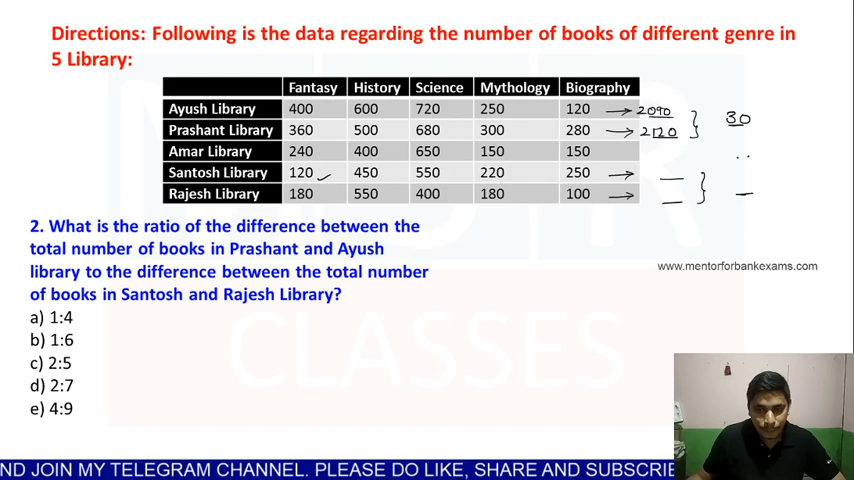 Directions: Following is the data regarding the number of books of different genre in
5 Library:
Fantasy History Science Mythology Biography
Ayush Library 400 600 720 250 120 → 2090
Prashant Library 360 500 680 300 280 → 2120 } 30
Amar Library 240 400 650 150 150
Santosh Library 120 ✓ 450 550 220 250 →
Rajesh Library 180 550 400 180 100 →
2. What is the ratio of the difference between the
total number of books in Prashant and Ayush
library to the difference between the total number
of books in Santosh and Rajesh Library?
www.mentorforbankexams.com
a) 1:4
b) 1:6
c) 2:5
d) 2:7
e) 4:9
CLASSES
ND JOIN MY TELEGRAM CHANNEL. PLEASE DO LIKE, SHARE AND SUBSCRIE